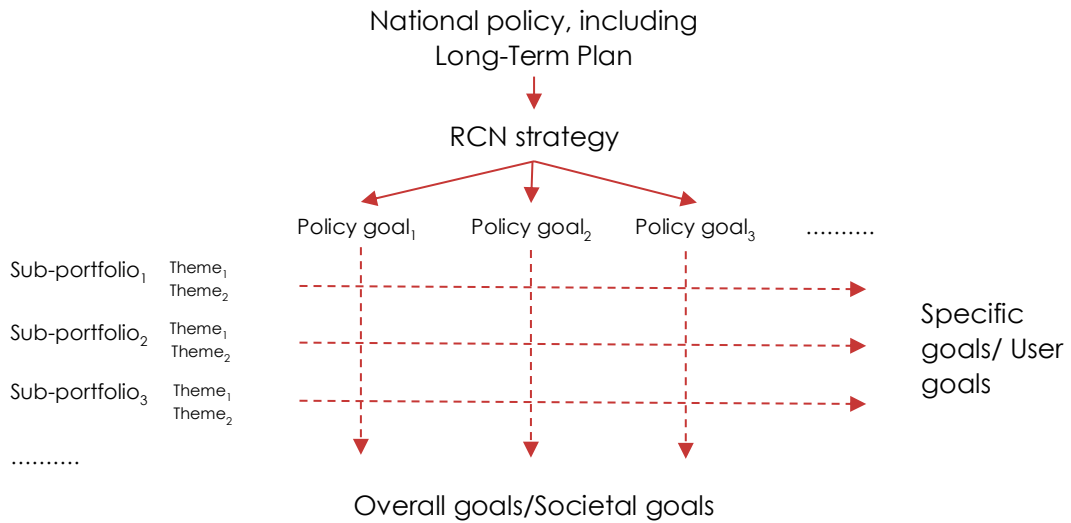 National policy, including
Long-Term Plan
RCN strategy
Policy goal₁ Policy goal₂ Policy goal₃ ..........
Sub-portfolio₁ Theme₁
Theme₂
Sub-portfolio₂ Theme₁
Theme₂
Sub-portfolio₃ Theme₁
Theme₂
..........
Specific
goals/ User
goals
Overall goals/Societal goals